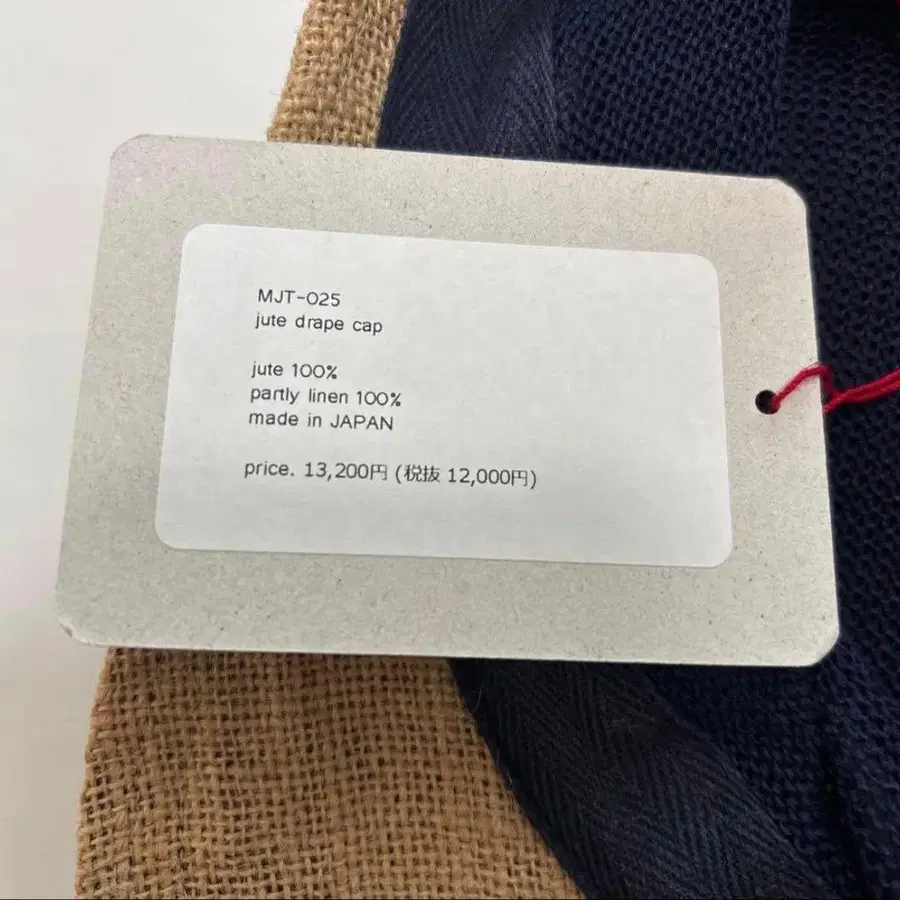 MJT-025
jute drape cap
jute 100%
partly linen 100%
made in JAPAN
price. 13,200円 (税抜 12,000円)